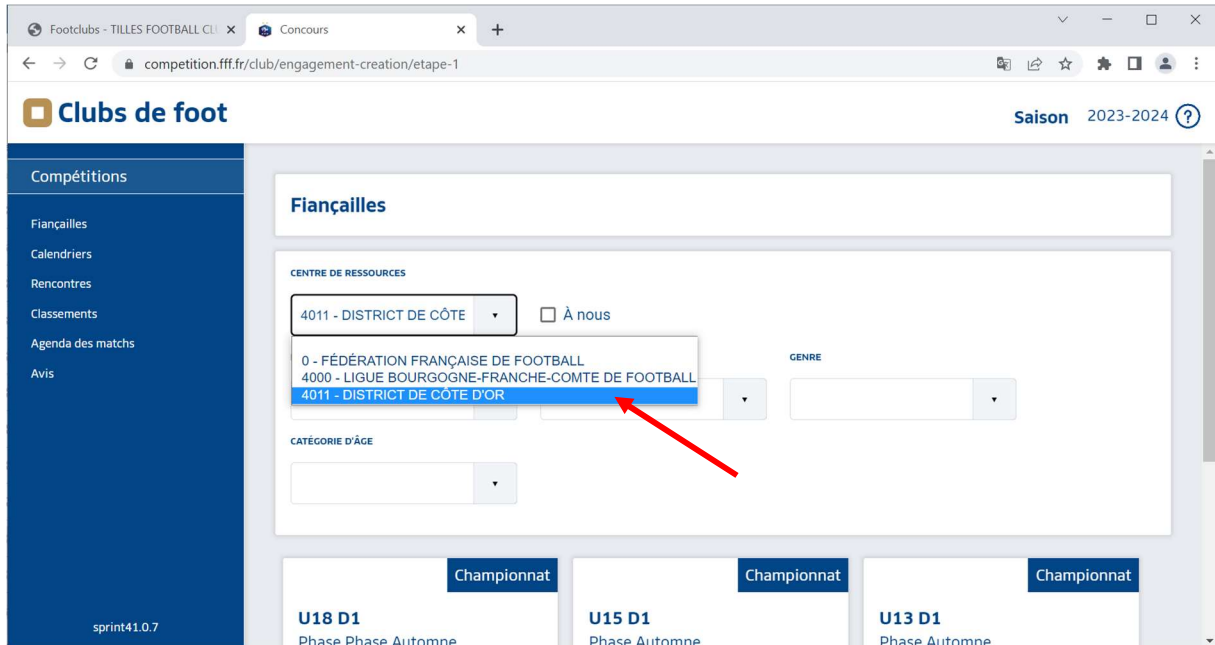 Footclubs - TILLES FOOTBALL CL
Concours
competition.fff.fr/club/engagement-creation/etape-1
Clubs de foot
Saison 2023-2024 ?
Compétitions
Fiançailles
Calendriers
Rencontres
Classements
Agenda des matchs
Avis
sprint41.0.7
Fiançailles
CENTRE DE RESSOURCES
4011 - DISTRICT DE CÔTE
À nous
0 - FÉDÉRATION FRANÇAISE DE FOOTBALL
4000 - LIGUE BOURGOGNE-FRANCHE-COMTE DE FOOTBALL
4011 - DISTRICT DE CÔTE D'OR
GENRE
CATÉGORIE D'ÂGE
Championnat
U18 D1
Phase Phase Automne
Championnat
U15 D1
Phase Automne
Championnat
U13 D1
Phase Automne